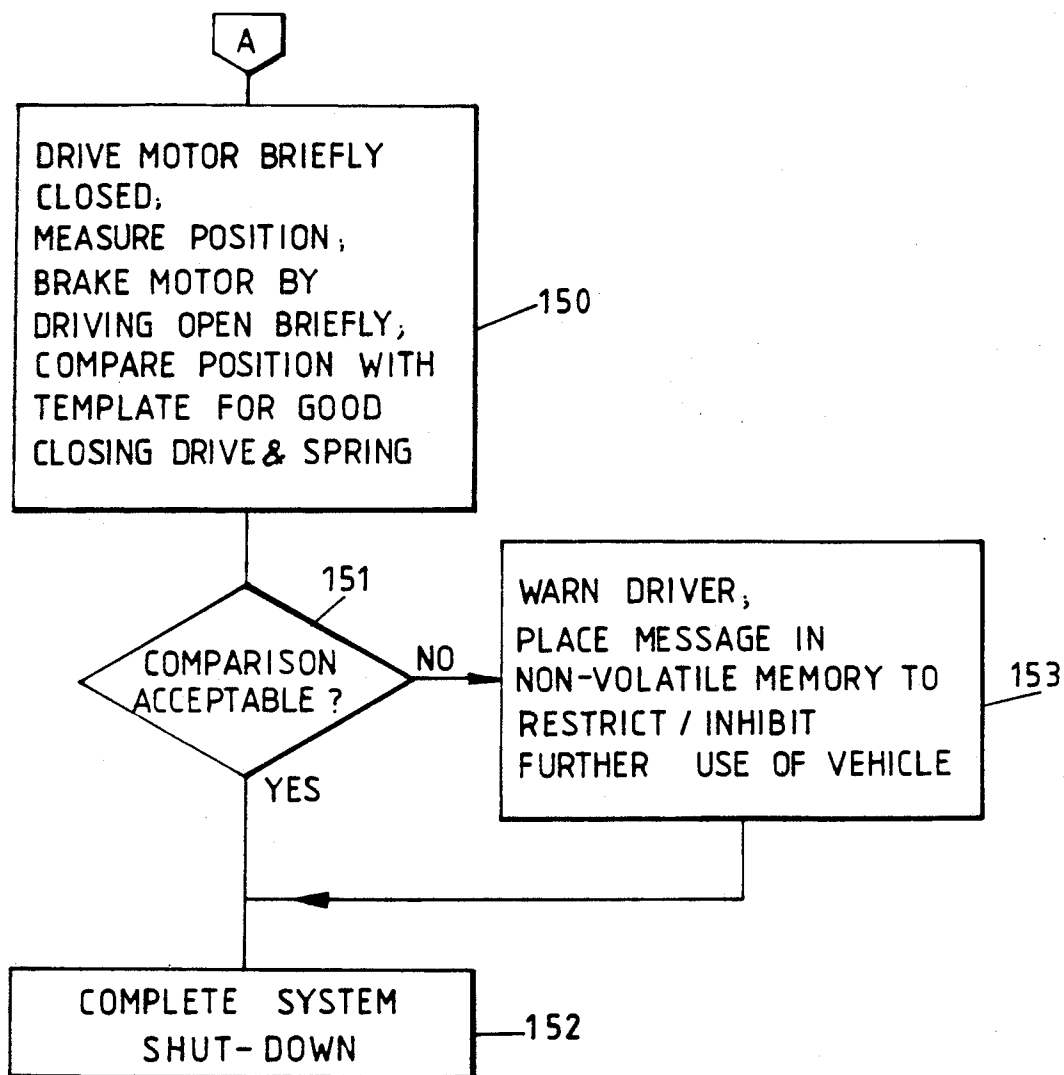 A
DRIVE MOTOR BRIEFLY
CLOSED;
MEASURE POSITION;
BRAKE MOTOR BY
DRIVING OPEN BRIEFLY;
COMPARE POSITION WITH
TEMPLATE FOR GOOD
CLOSING DRIVE & SPRING
150
151
COMPARISON
ACCEPTABLE ?
NO
YES
WARN DRIVER;
PLACE MESSAGE IN
NON-VOLATILE MEMORY TO
RESTRICT / INHIBIT
FURTHER USE OF VEHICLE
153
COMPLETE SYSTEM
SHUT-DOWN
152